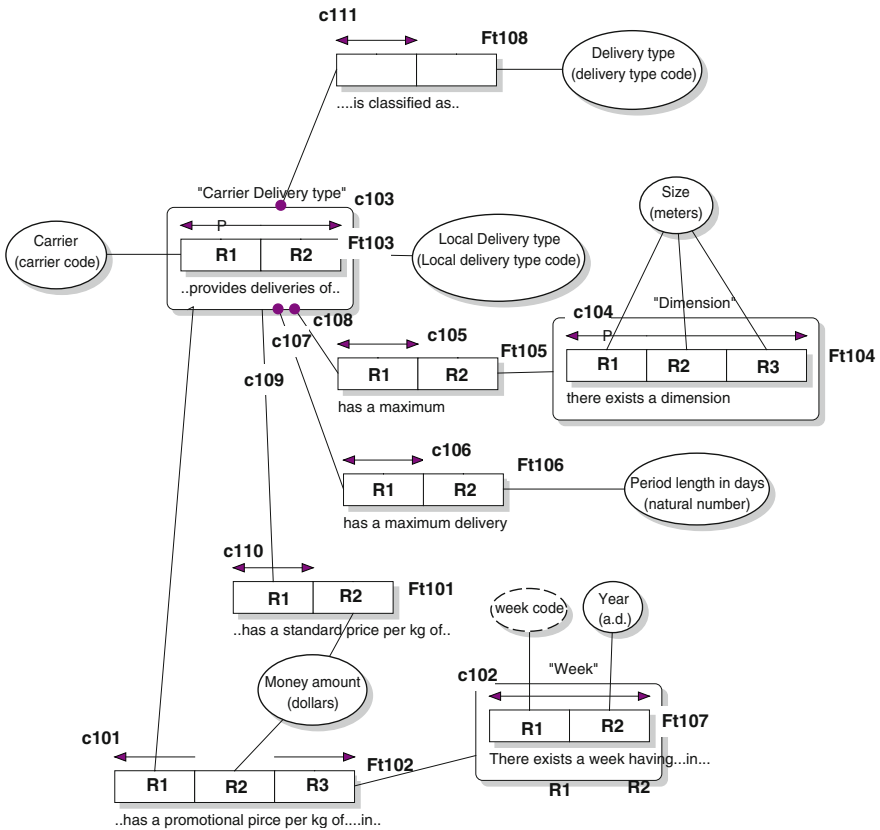 c111
Ft108
Delivery type
(delivery type code)
....is classified as..
"Carrier Delivery type"
c103
Size
(meters)
P
Carrier
(carrier code)
R1 R2
Ft103
Local Delivery type
(Local delivery type code)
..provides deliveries of..
"Dimension"
c104
c108
c107
c105
P
Ft105
Ft104
R1 R2
R1 R2 R3
c109
has a maximum
there exists a dimension
c106
Ft106
R1 R2
Period length in days
(natural number)
has a maximum delivery
c110
Ft101
R1 R2
week code
Year
(a.d.)
..has a standard price per kg of..
"Week"
c102
Money amount
(dollars)
Ft107
R1 R2
c101
Ft102
There exists a week having...in...
R1 R2 R3
R1 R2
..has a promotional pirce per kg of....in..